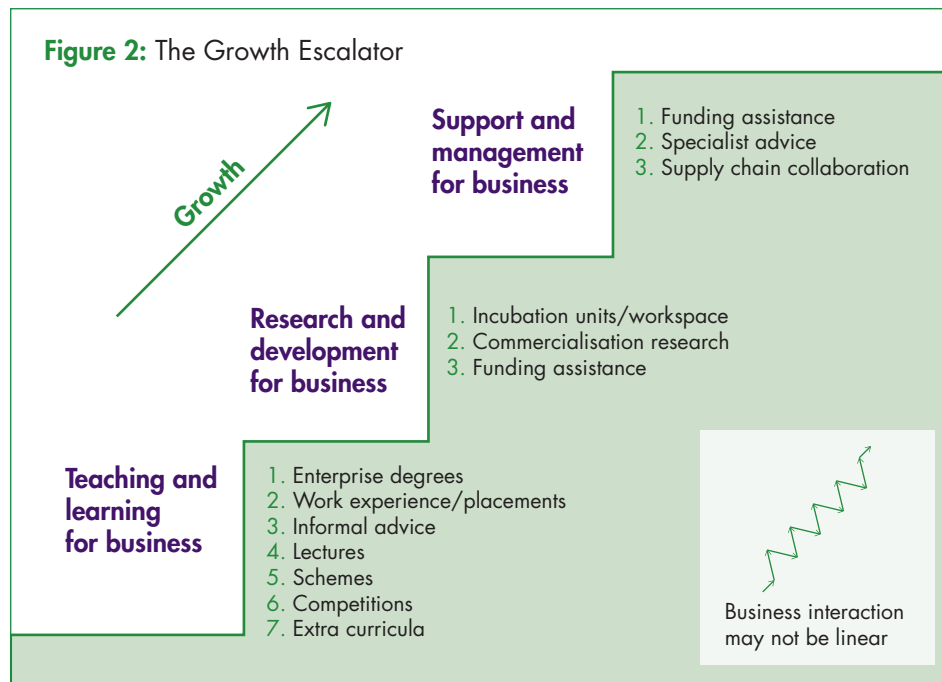 Figure 2: The Growth Escalator
Growth
Support and
management
for business
1. Funding assistance
2. Specialist advice
3. Supply chain collaboration
Research and
development
for business
1. Incubation units/workspace
2. Commercialisation research
3. Funding assistance
Teaching and
learning
for business
1. Enterprise degrees
2. Work experience/placements
3. Informal advice
4. Lectures
5. Schemes
6. Competitions
7. Extra curricula
Business interaction
may not be linear